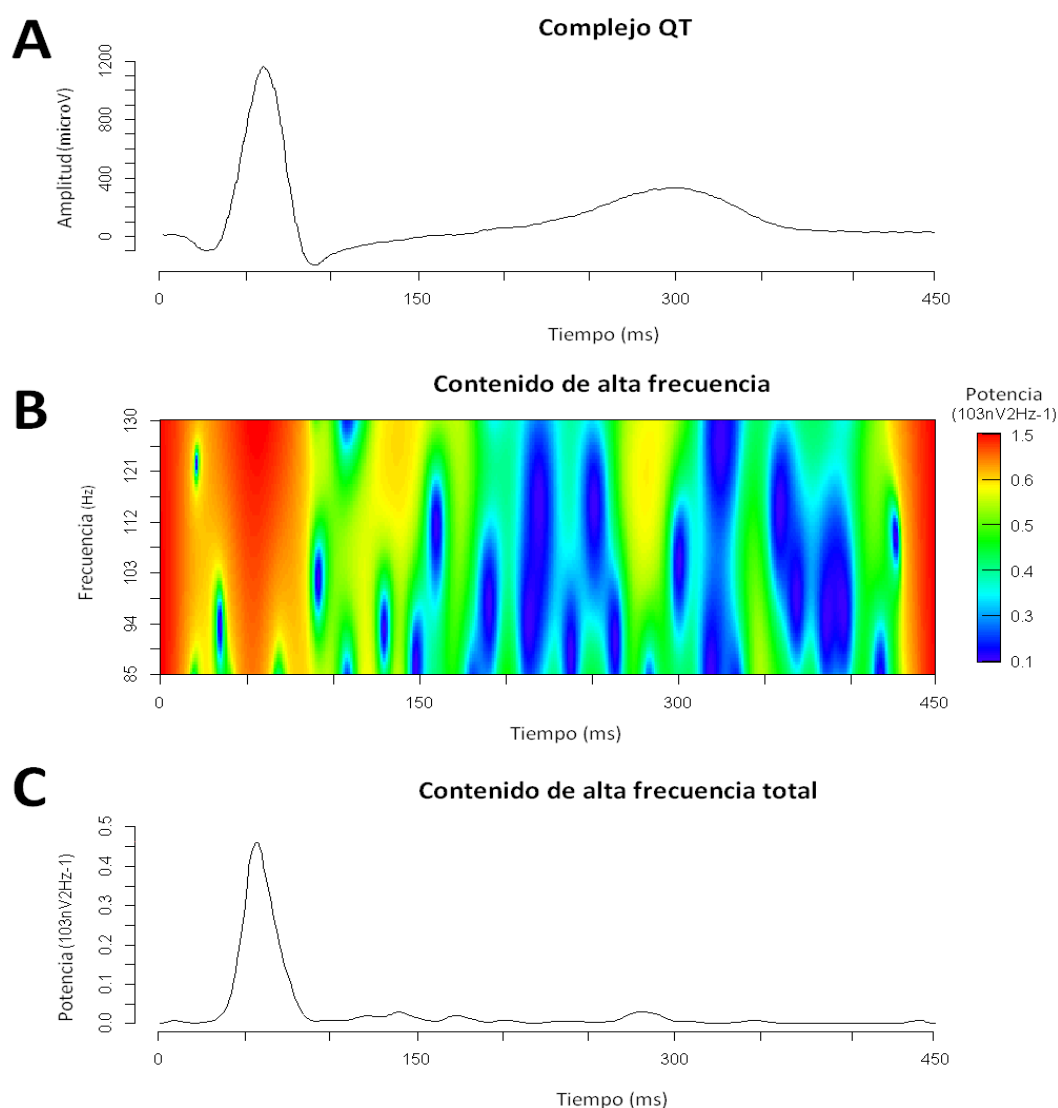 A
Complejo QT
Amplitud (microV)
1200
800
400
0
0 150 300 450
Tiempo (ms)
B
Contenido de alta frecuencia
Potencia
(103nV2Hz-1)
Frecuencia (Hz)
130
121
112
103
94
85
1.5
0.6
0.5
0.4
0.3
0.1
0 150 300 450
Tiempo (ms)
C
Contenido de alta frecuencia total
Potencia (103nV2Hz-1)
0.5
0.4
0.3
0.2
0.1
0.0
0 150 300 450
Tiempo (ms)